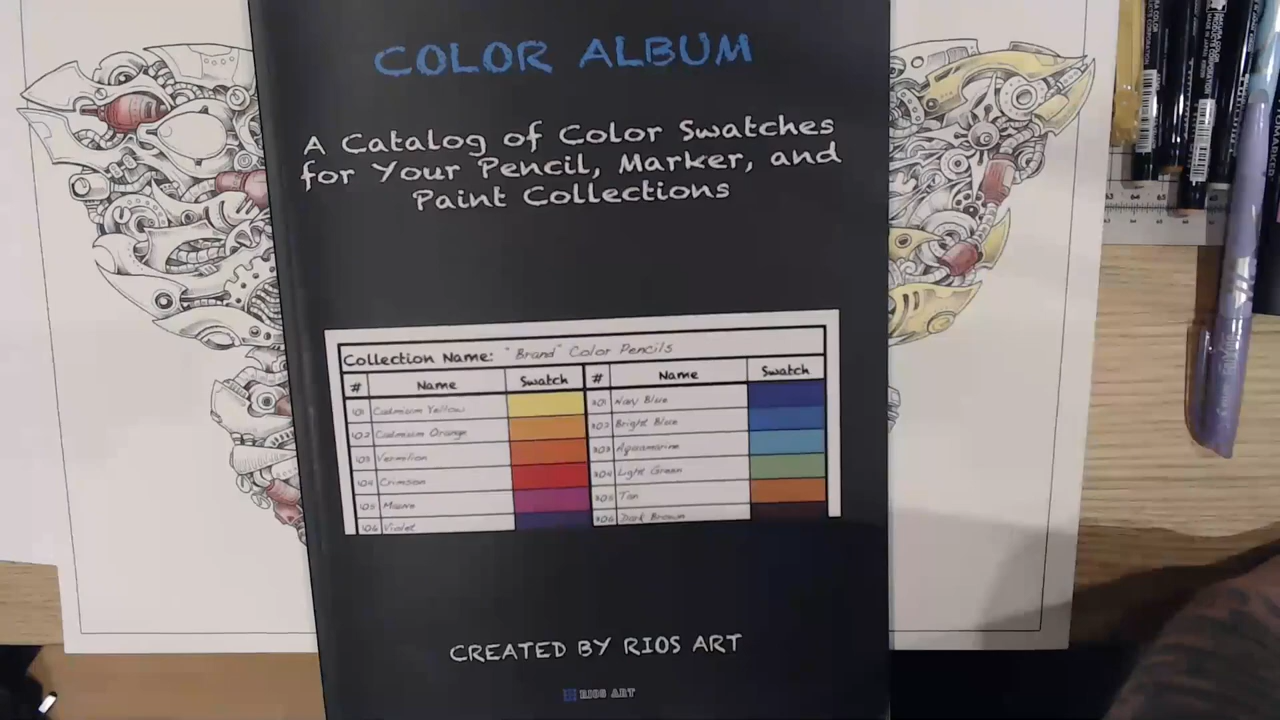 COLOR ALBUM
A Catalog of Color Swatches
for Your Pencil, Marker, and
Paint Collections
Collection Name: "Brand" Color Pencils
# Name Swatch # Name Swatch
101 Cadmium Yellow 201 Navy Blue
102 Cadmium Orange 202 Bright Blue
103 Vermilion 203 Aquamarine
104 Crimson 204 Light Green
105 Mauve 205 Tan
106 Violet 206 Dark Brown
CREATED BY RIOS ART
RIOS ART
63 64 65